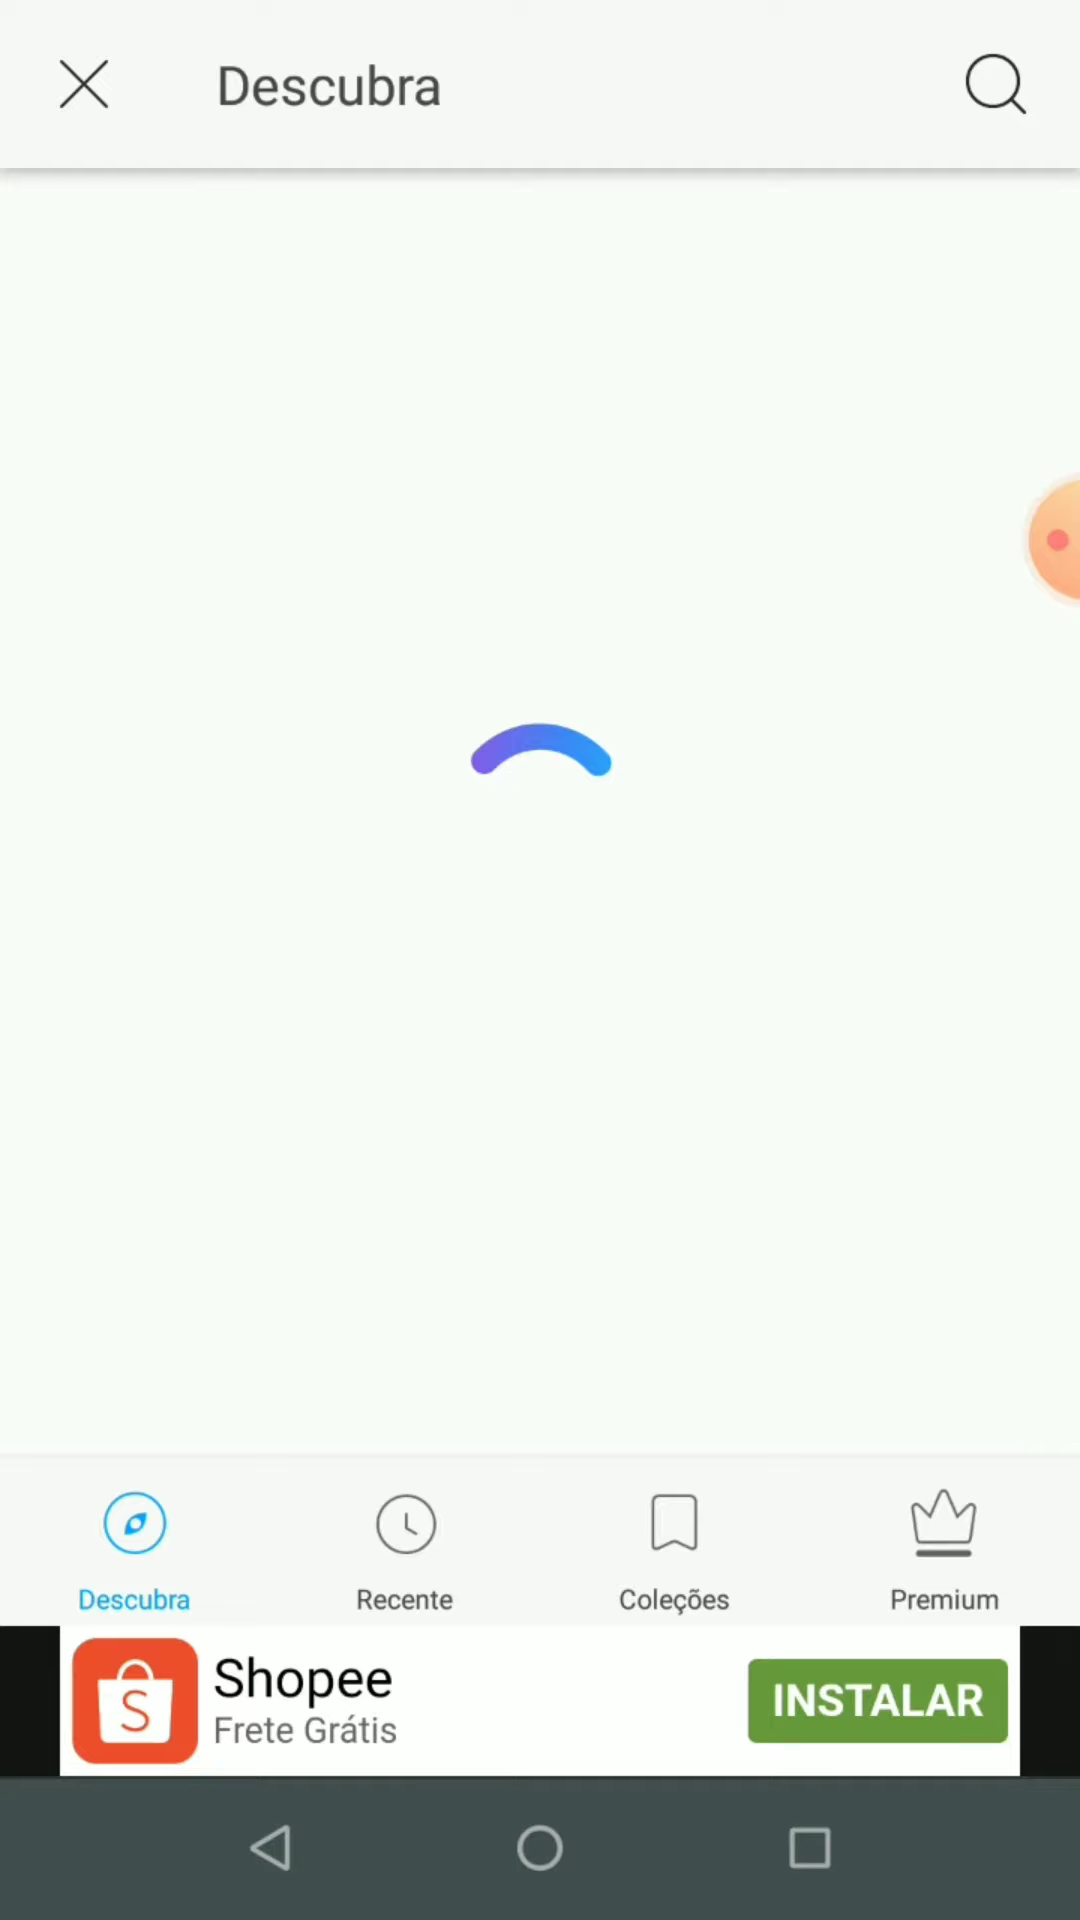 Descubra
Descubra
Recente
Coleções
Premium
S
Shopee
Frete Grátis
INSTALAR